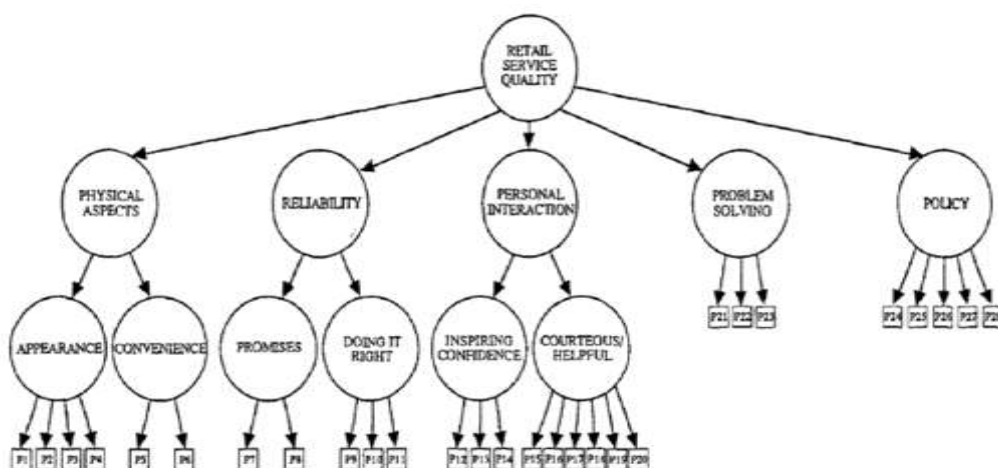 RETAIL
SERVICE
QUALITY
PHYSICAL
ASPECTS
RELIABILITY
PERSONAL
INTERACTION
PROBLEM
SOLVING
POLICY
P21 P22 P23
P24 P25 P26 P27 P28
APPEARANCE
CONVENIENCE
PROMISES
DOING IT
RIGHT
INSPIRING
CONFIDENCE
COURTEOUS/
HELPFUL
P1 P2 P3 P4 P5 P6 P7 P8 P9 P10 P11 P12 P13 P14 P15 P16 P17 P18 P19 P20